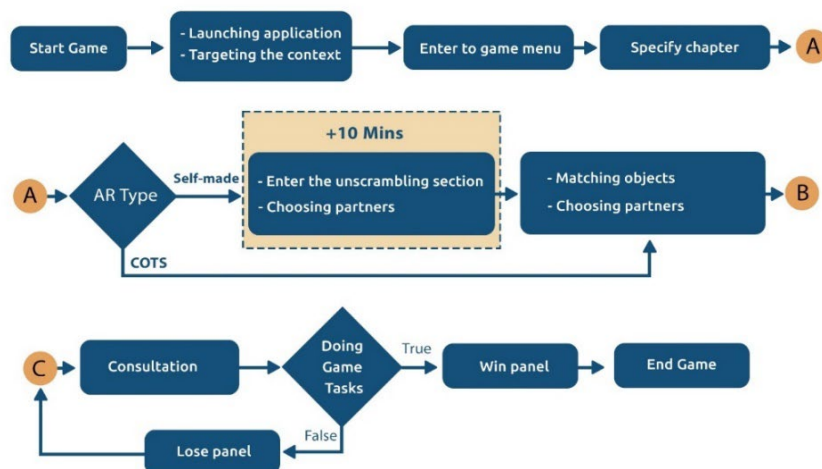 Start Game
- Launching application
- Targeting the context
Enter to game menu
Specify chapter
A
+10 Mins
A
AR Type
Self-made
- Enter the unscrambling section
- Choosing partners
- Matching objects
- Choosing partners
B
COTS
C
Consultation
Doing
Game
Tasks
True
Win panel
End Game
False
Lose panel